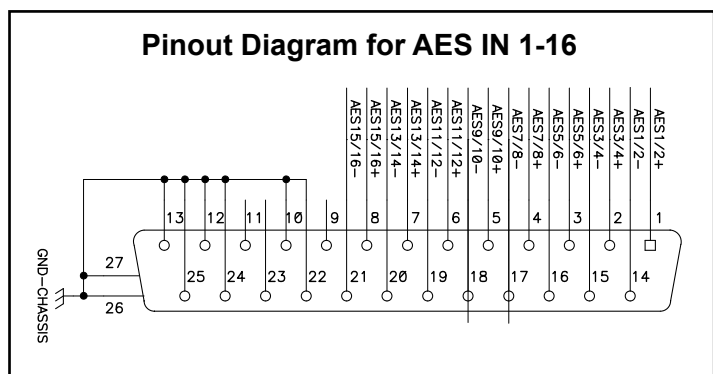 Pinout Diagram for AES IN 1-16
AES15/16-
AES15/16+
AES13/14-
AES13/14+
AES11/12-
AES11/12+
AES9/10-
AES9/10+
AES7/8-
AES7/8+
AES5/6-
AES5/6+
AES3/4-
AES3/4+
AES1/2-
AES1/2+
13 12 11 10 9 8 7 6 5 4 3 2 1
27 25 24 23 22 21 20 19 18 17 16 15 14
26
GND-CHASSIS